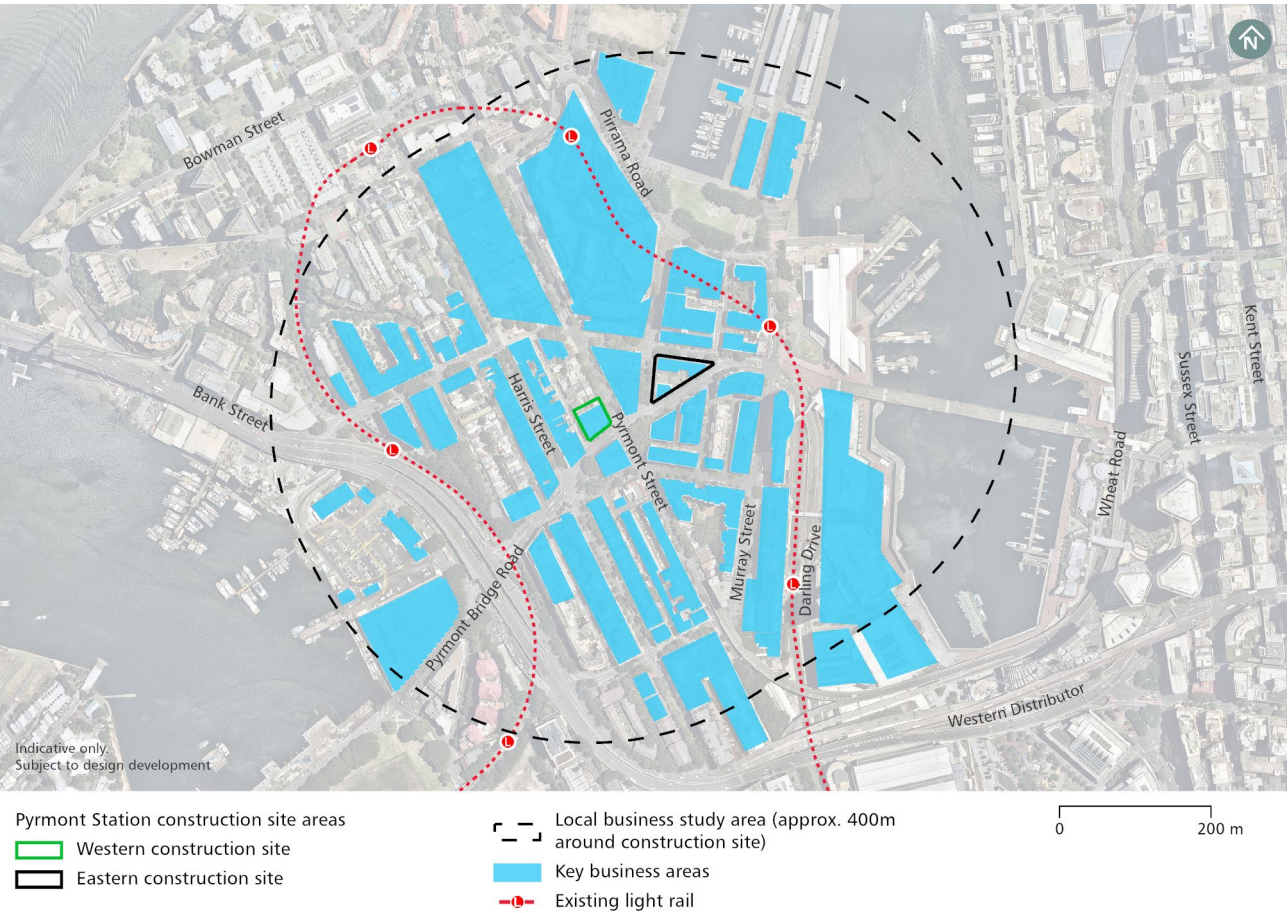 N
Bowman Street
Pirrama Road
Kent Street
Sussex Street
Bank Street
Harris Street
Pyrmont Street
Wheat Road
Murray Street
Darling Drive
Pyrmont Bridge Road
Western Distributor
L
L
L
L
L
L
Indicative only.
Subject to design development
Pyrmont Station construction site areas
Western construction site
Eastern construction site
Local business study area (approx. 400m
around construction site)
Key business areas
L
Existing light rail
0
200 m